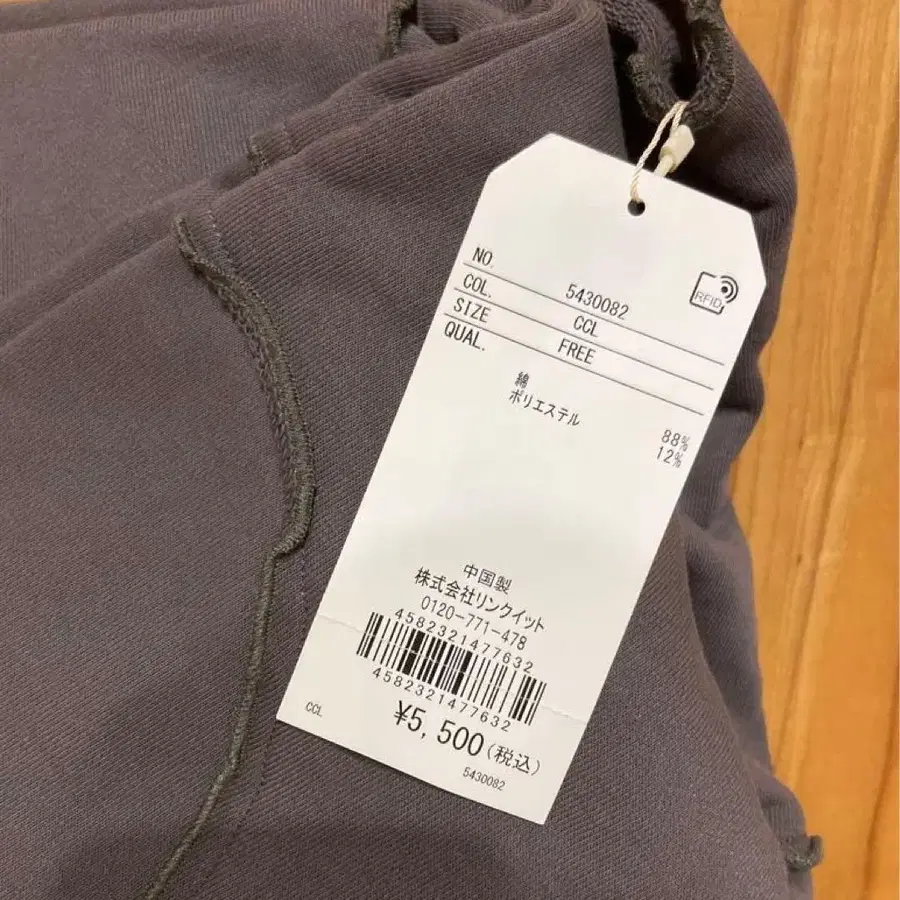 RFID
NO. 5430082
COL. CCL
SIZE FREE
QUAL.
綿 88%
ポリエステル 12%
中国製
株式会社リンクイット
0120-771-478
4582321477632
4582321477632
CCL ¥5,500(税込)
5430082